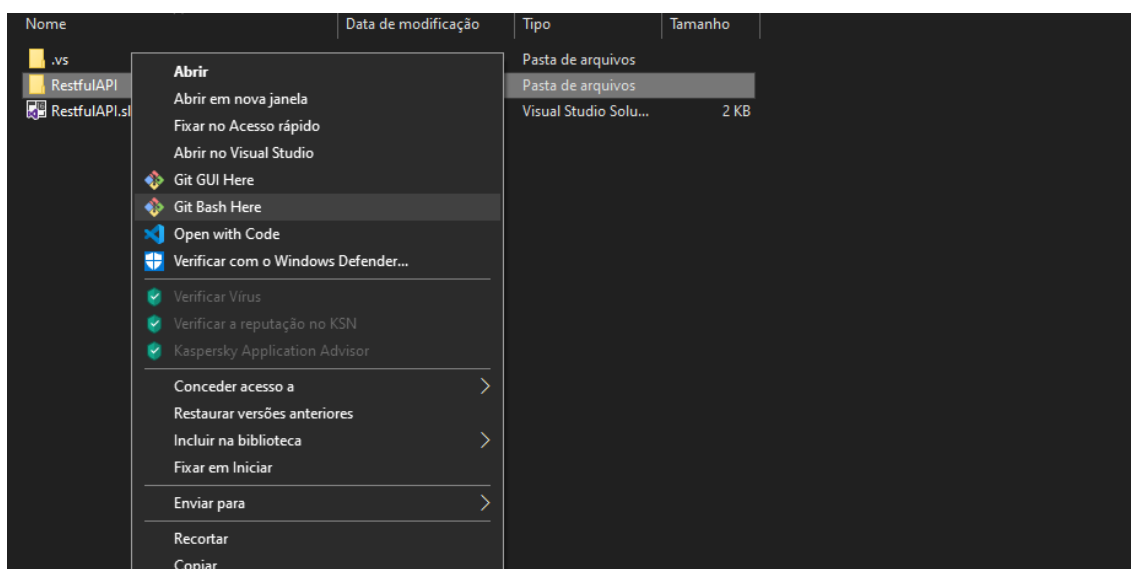 Nome Data de modificação Tipo Tamanho
.vs Pasta de arquivos
RestfulAPI Pasta de arquivos
RestfulAPI.sl Visual Studio Solu... 2 KB
Abrir
Abrir em nova janela
Fixar no Acesso rápido
Abrir no Visual Studio
Git GUI Here
Git Bash Here
Open with Code
Verificar com o Windows Defender...
Verificar Vírus
Verificar a reputação no KSN
Kaspersky Application Advisor
Conceder acesso a
Restaurar versões anteriores
Incluir na biblioteca
Fixar em Iniciar
Enviar para
Recortar
Copiar